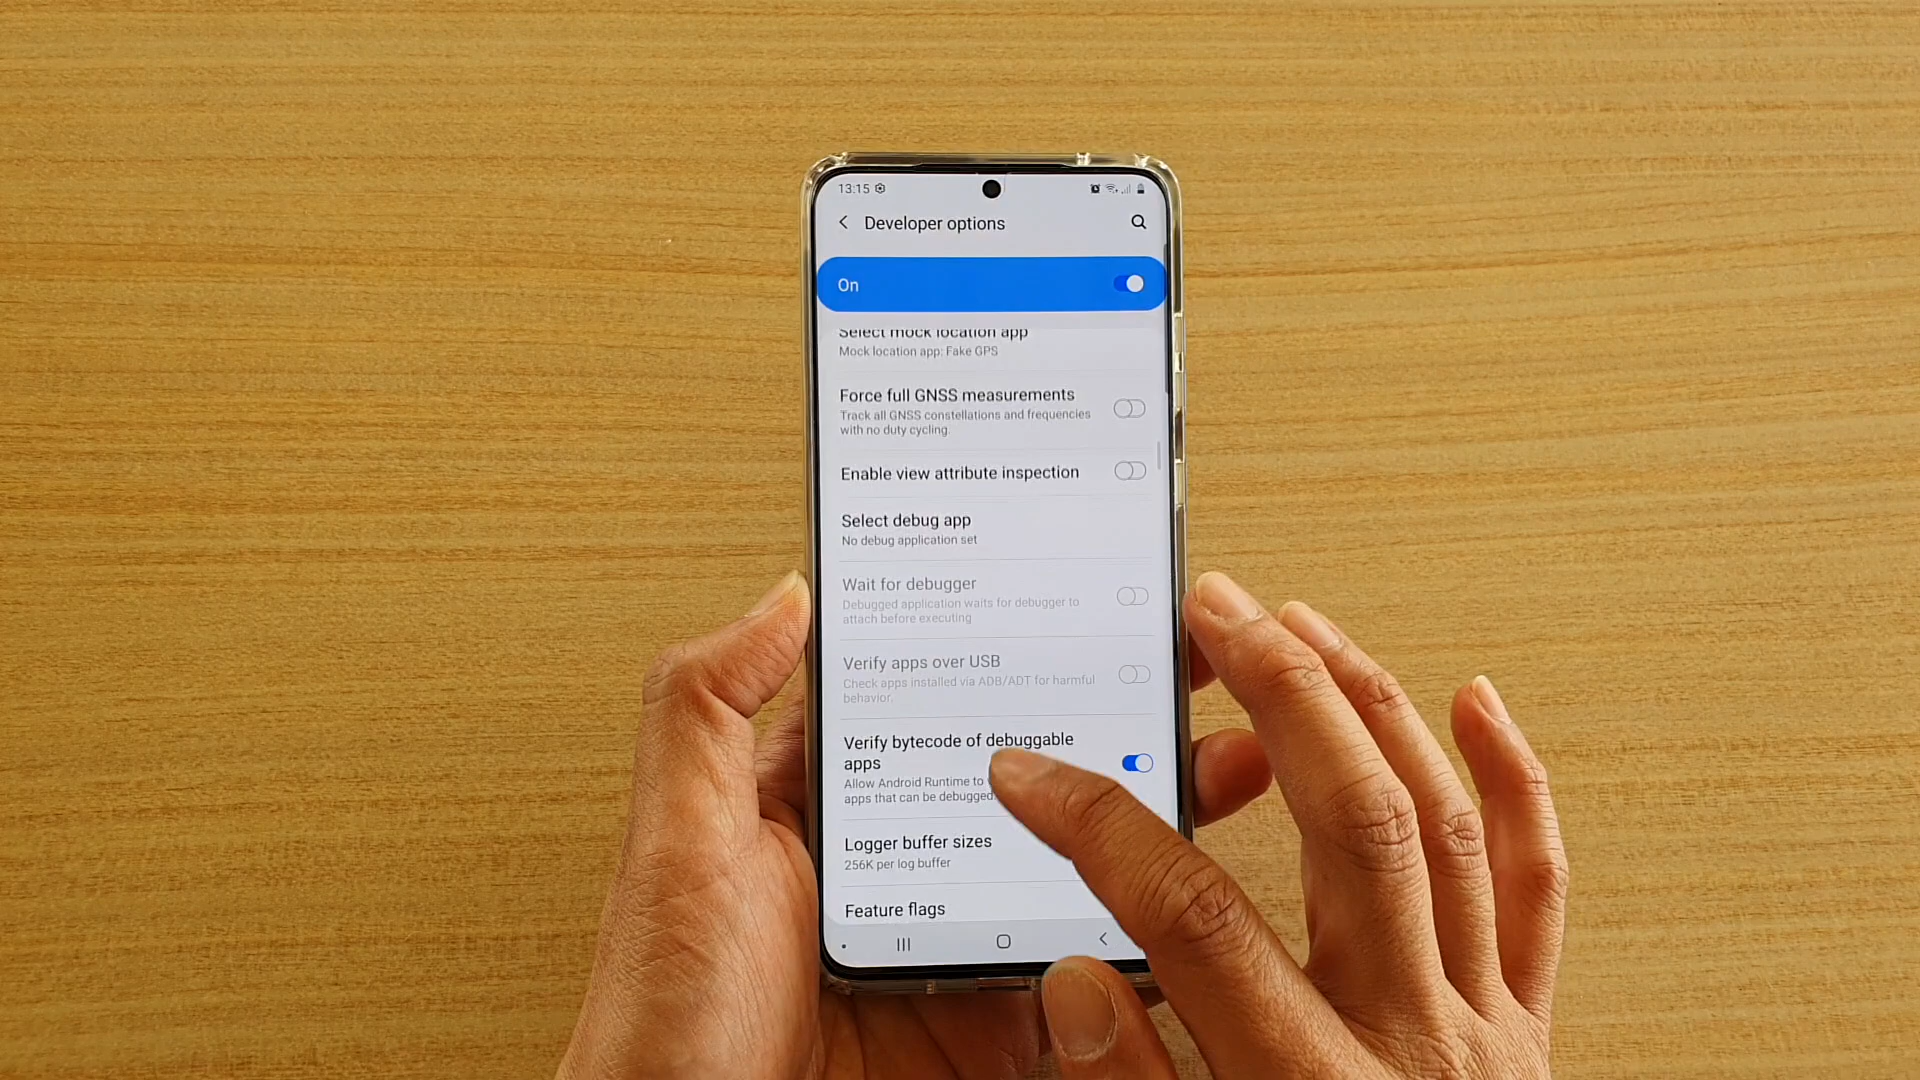 13:15
Developer options
On
Select mock location app
Mock location app: Fake GPS
Force full GNSS measurements
Track all GNSS constellations and frequencies
with no duty cycling.
Enable view attribute inspection
Select debug app
No debug application set
Wait for debugger
Debugged application waits for debugger to
attach before executing
Verify apps over USB
Check apps installed via ADB/ADT for harmful
behavior.
Verify bytecode of debuggable
apps
Allow Android Runtime to
apps that can be debugged.
Logger buffer sizes
256K per log buffer
Feature flags